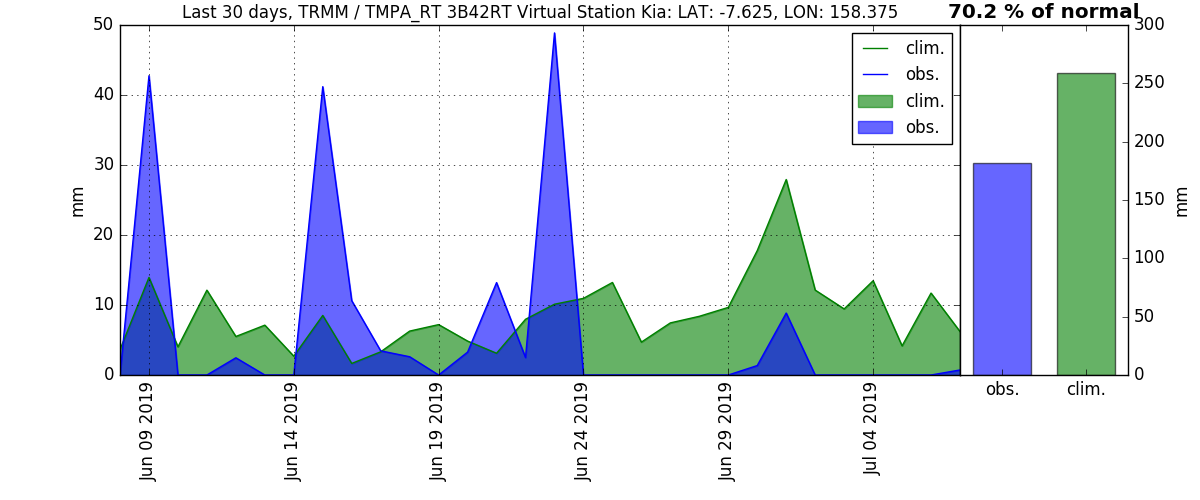 Last 30 days, TRMM / TMPA_RT 3B42RT Virtual Station Kia: LAT: -7.625, LON: 158.375
70.2 % of normal
50
40
30
20
10
0
mm
clim.
obs.
clim.
obs.
300
250
200
150
100
50
0
mm
Jun 09 2019
Jun 14 2019
Jun 19 2019
Jun 24 2019
Jun 29 2019
Jul 04 2019
obs.
clim.